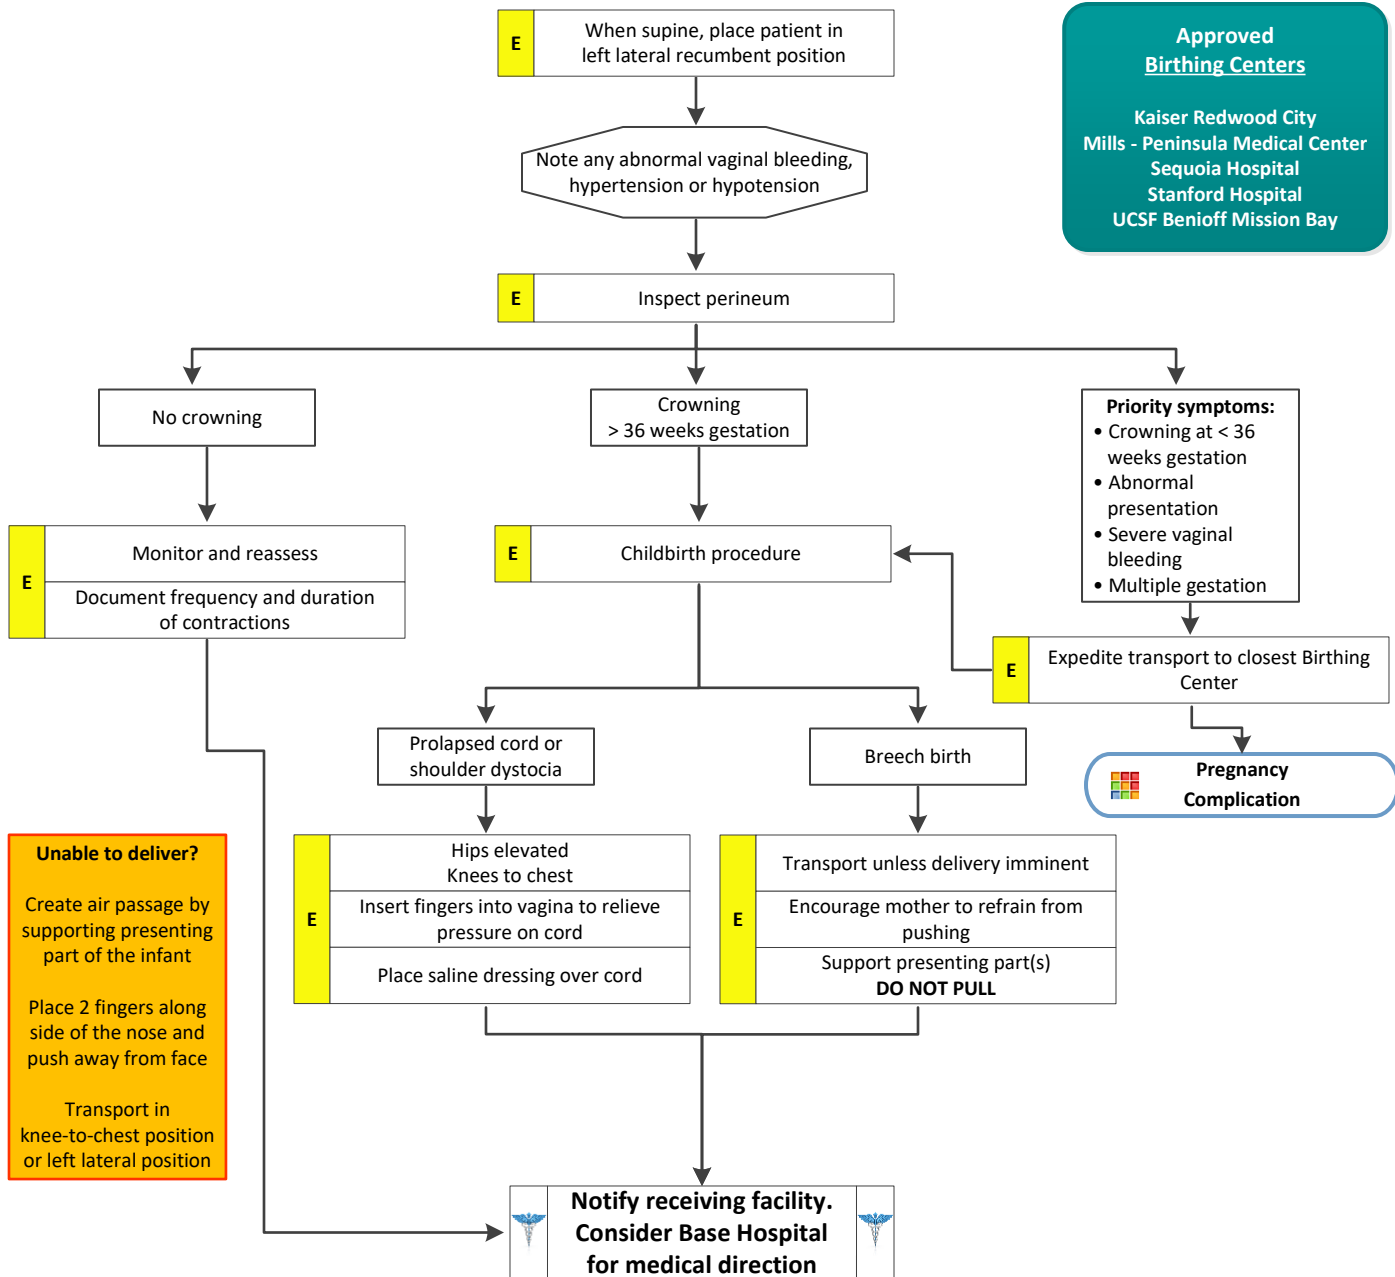 E
When supine, place patient in
left lateral recumbent position
Approved
Birthing Centers
Kaiser Redwood City
Mills - Peninsula Medical Center
Sequoia Hospital
Stanford Hospital
UCSF Benioff Mission Bay
Note any abnormal vaginal bleeding,
hypertension or hypotension
E
Inspect perineum
No crowning
Crowning
> 36 weeks gestation
Priority symptoms:
• Crowning at < 36
weeks gestation
• Abnormal
presentation
• Severe vaginal
bleeding
• Multiple gestation
E
Monitor and reassess
Document frequency and duration
of contractions
E
Childbirth procedure
E
Expedite transport to closest Birthing
Center
Prolapsed cord or
shoulder dystocia
Breech birth
Pregnancy
Complication
Unable to deliver?
Create air passage by
supporting presenting
part of the infant
Place 2 fingers along
side of the nose and
push away from face
Transport in
knee-to-chest position
or left lateral position
E
Hips elevated
Knees to chest
Insert fingers into vagina to relieve
pressure on cord
Place saline dressing over cord
E
Transport unless delivery imminent
Encourage mother to refrain from
pushing
Support presenting part(s)
DO NOT PULL
Notify receiving facility.
Consider Base Hospital
for medical direction